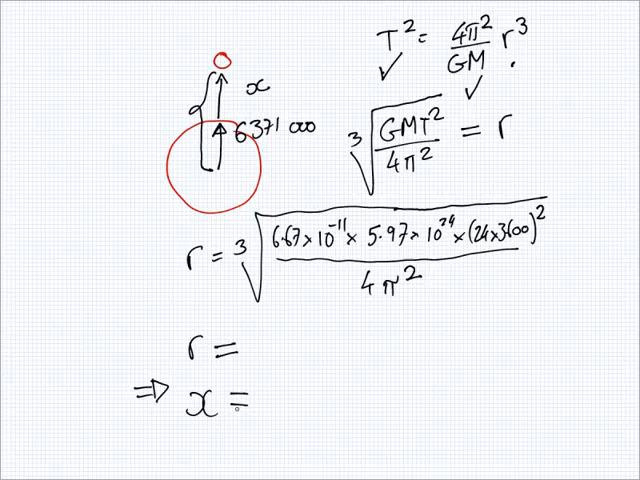 T² = 4π²/GM r³
x
6371 000
∛(GMT²/4π²) = r
r = ∛(6.67×10⁻¹¹ × 5.97×10²⁴ × (24×3600)²/4π²)
r =
⇒ x =